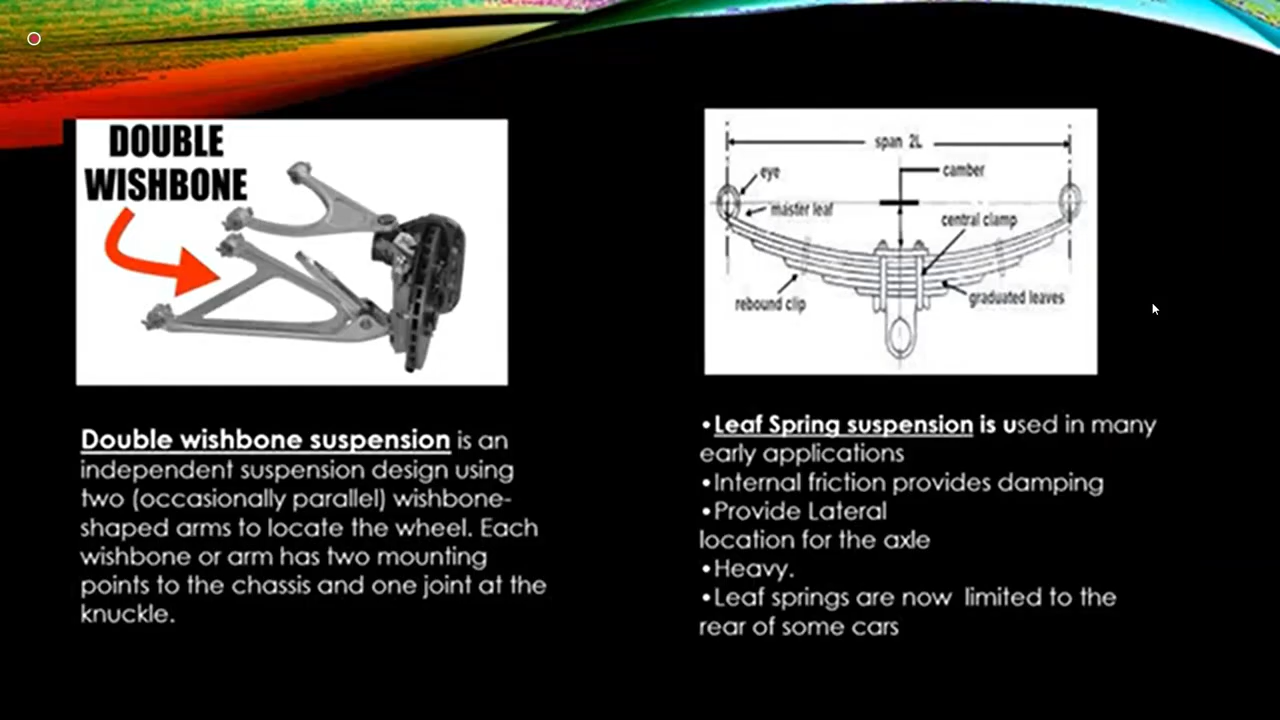 DOUBLE
WISHBONE
Double wishbone suspension is an
independent suspension design using
two (occasionally parallel) wishbone-
shaped arms to locate the wheel. Each
wishbone or arm has two mounting
points to the chassis and one joint at the
knuckle.
span 2L
eye
camber
master leaf
central clamp
rebound clip
graduated leaves
•Leaf Spring suspension is used in many
early applications
•Internal friction provides damping
•Provide Lateral
location for the axle
•Heavy.
•Leaf springs are now limited to the
rear of some cars